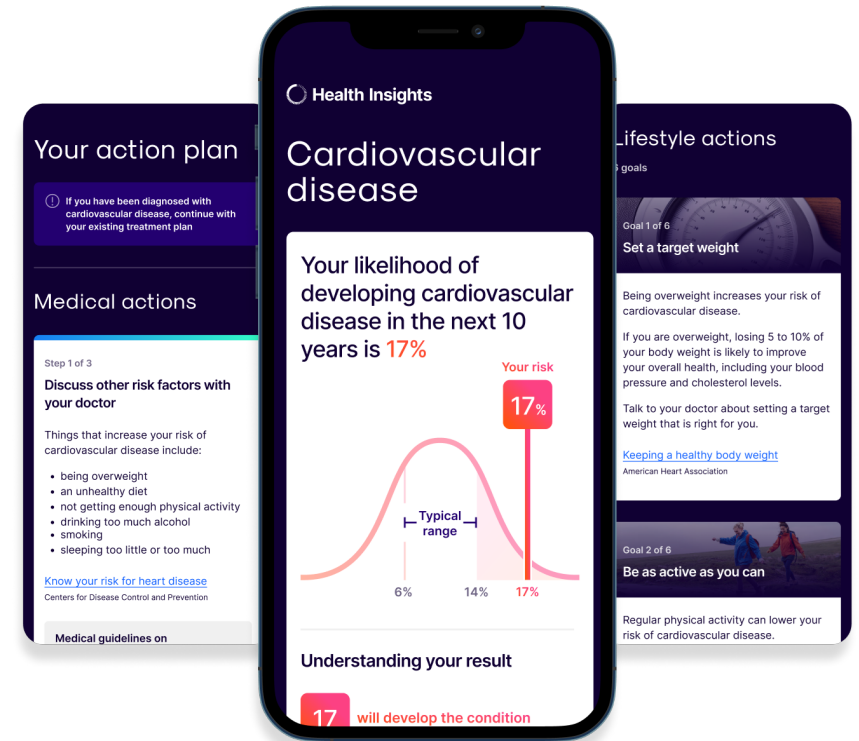 Your action plan
If you have been diagnosed with
cardiovascular disease, continue with
your existing treatment plan
Medical actions
Step 1 of 3
Discuss other risk factors with
your doctor
Things that increase your risk of
cardiovascular disease include:
• being overweight
• an unhealthy diet
• not getting enough physical activity
• drinking too much alcohol
• smoking
• sleeping too little or too much
Know your risk for heart disease
Centers for Disease Control and Prevention
Medical guidelines on
Health Insights
Cardiovascular
disease
Your likelihood of
developing cardiovascular
disease in the next 10
years is 17%
Your risk
17%
Typical
range
6% 14% 17%
Understanding your result
17 will develop the condition
Lifestyle actions
goals
Goal 1 of 6
Set a target weight
Being overweight increases your risk of
cardiovascular disease.
If you are overweight, losing 5 to 10% of
your body weight is likely to improve
your overall health, including your blood
pressure and cholesterol levels.
Talk to your doctor about setting a target
weight that is right for you.
Keeping a healthy body weight
American Heart Association
Goal 2 of 6
Be as active as you can
Regular physical activity can lower your
risk of cardiovascular disease.